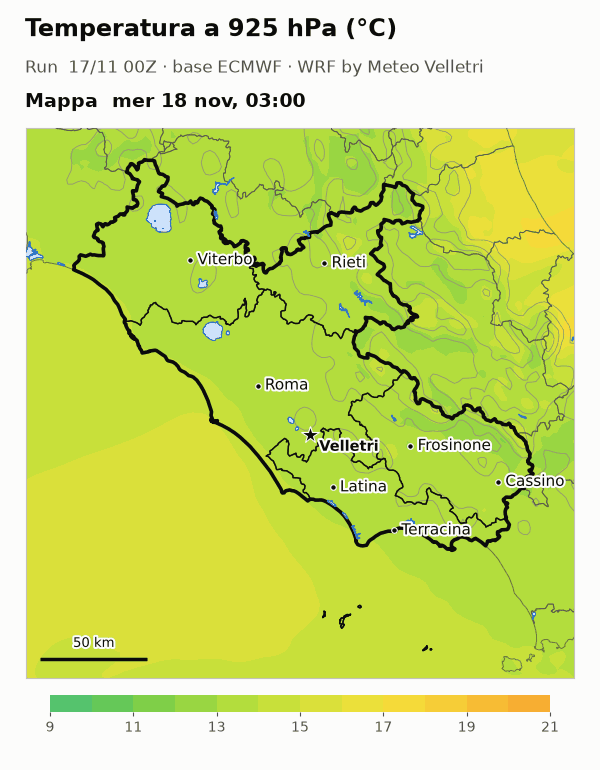 Temperatura a 925 hPa (°C)
Run  17/11 00Z · base ECMWF · WRF by Meteo Velletri
Mappa  mer 18 nov, 03:00
Viterbo
Rieti
Roma
Velletri
Frosinone
Latina
Cassino
Terracina
50 km
9 11 13 15 17 19 21